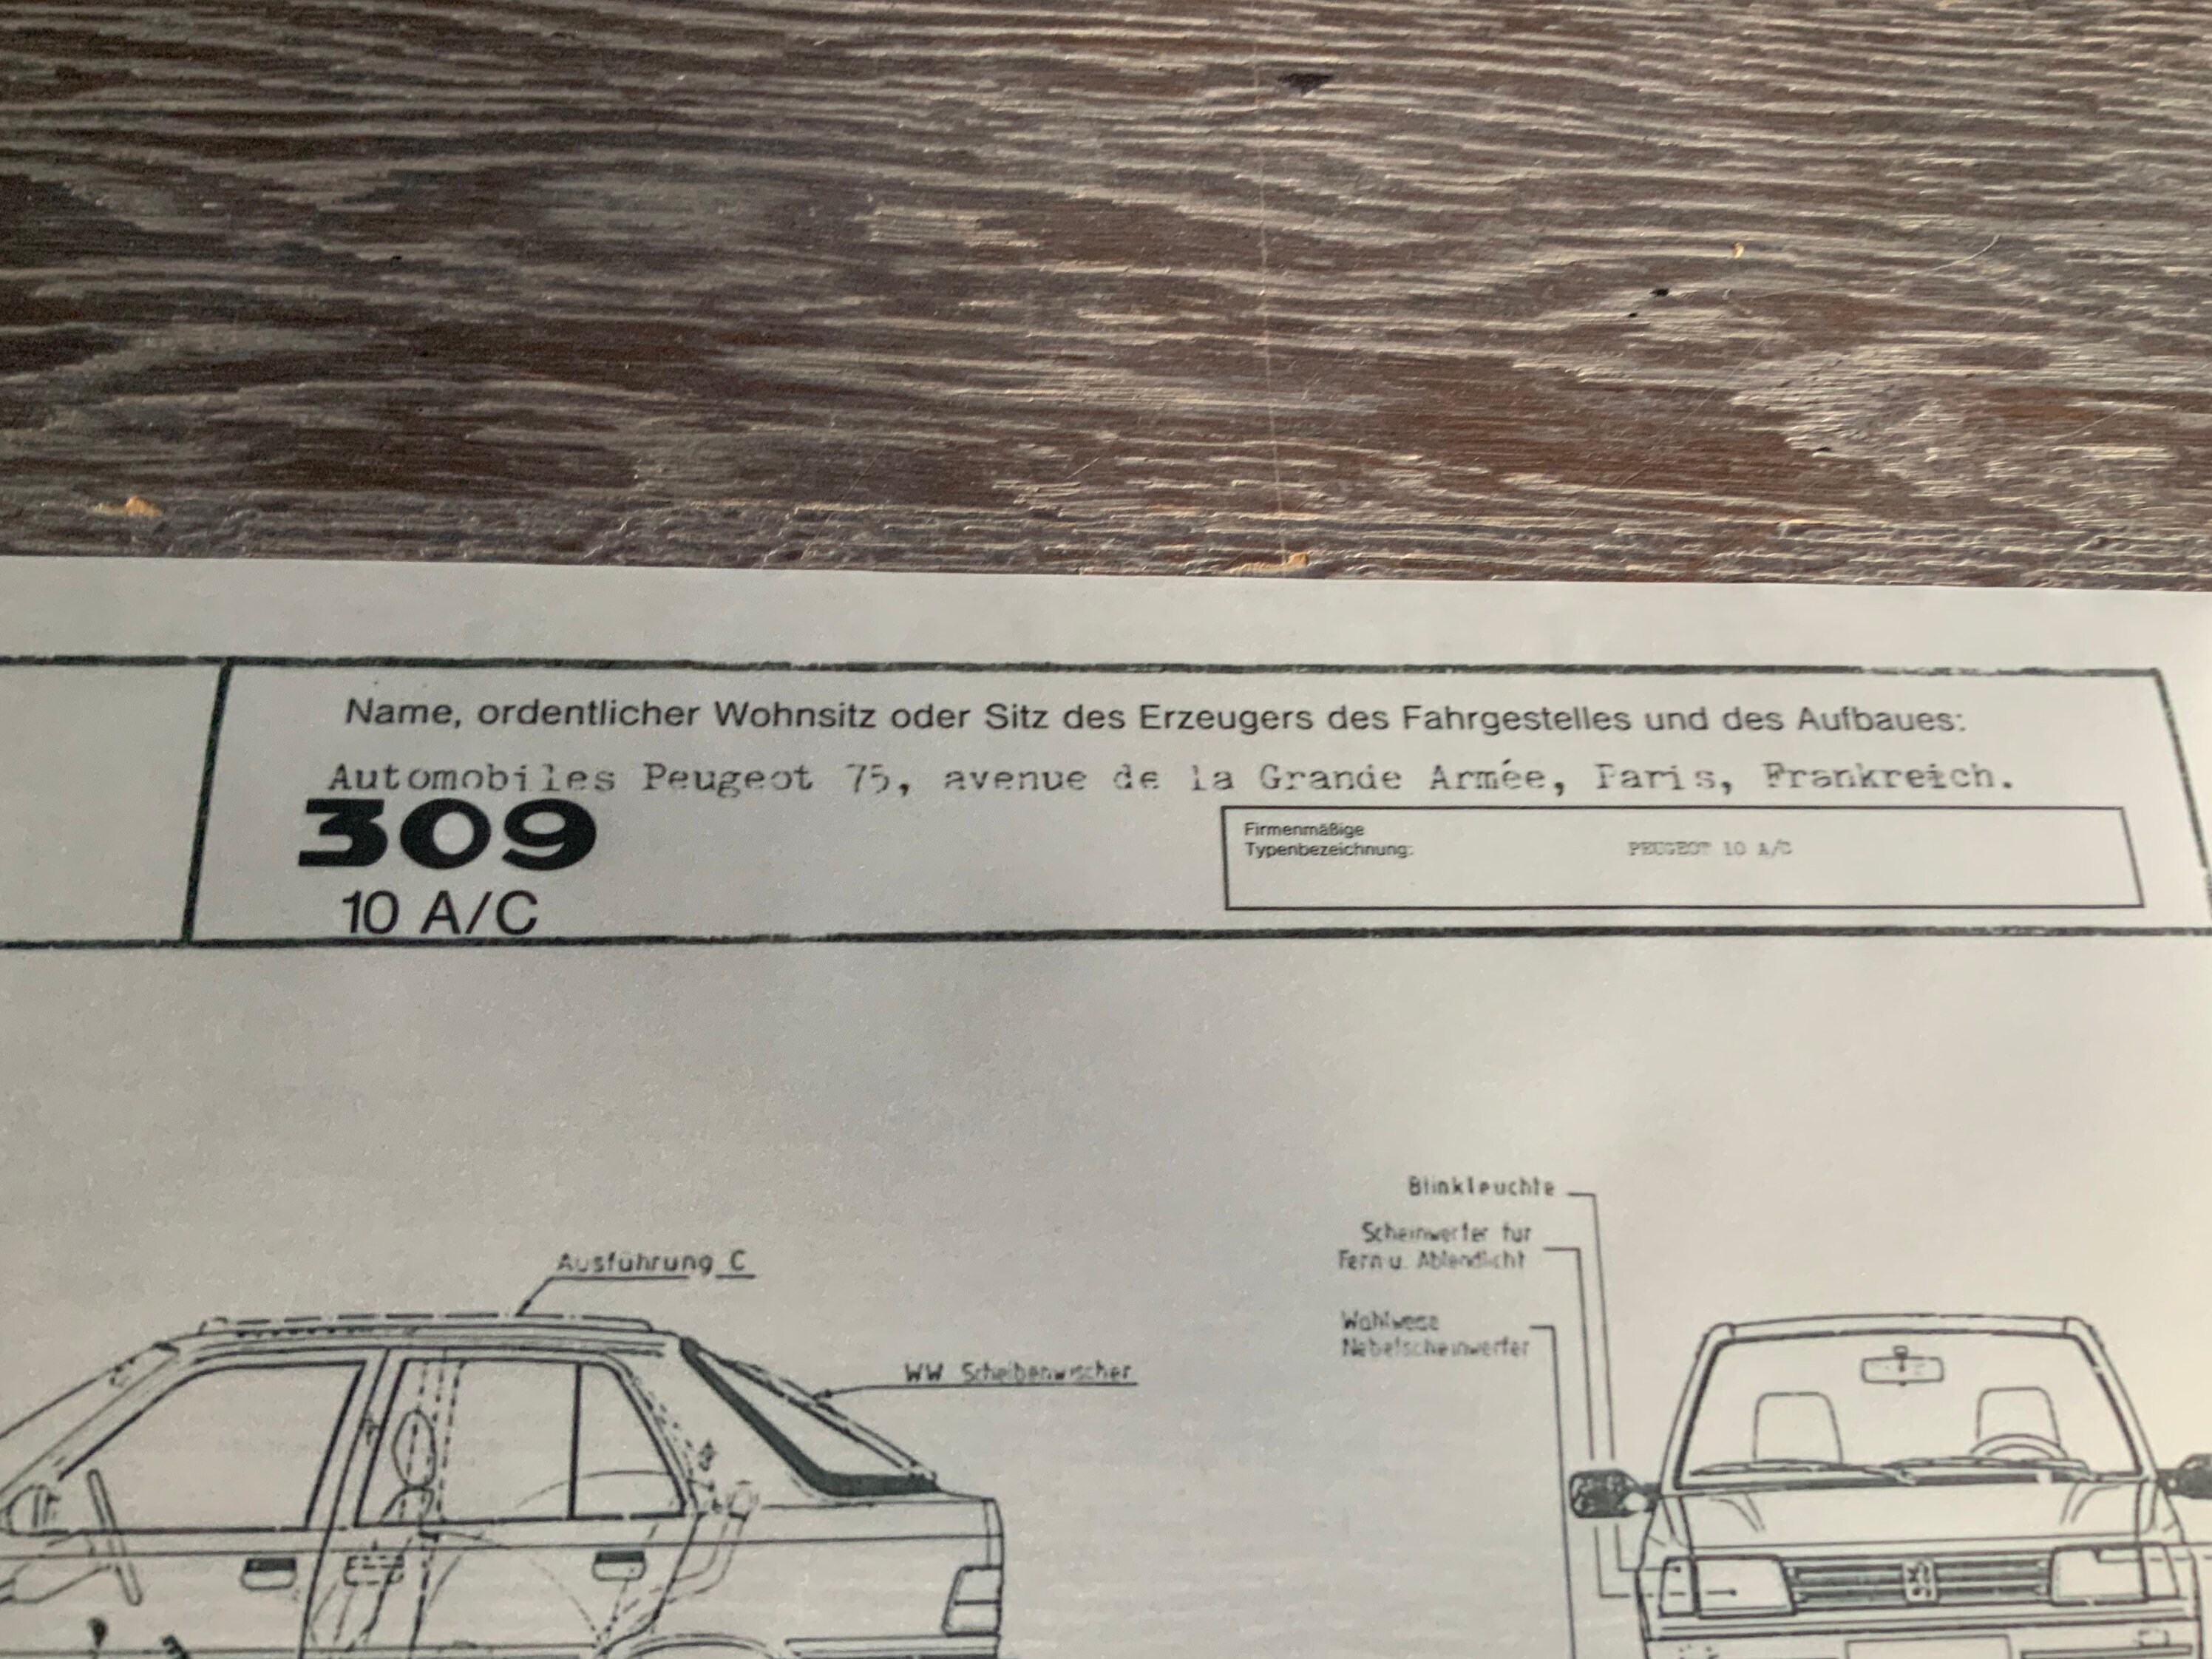 Name, ordentlicher Wohnsitz oder Sitz des Erzeugers des Fahrgestelles und des Aufbaues:
Automobiles Peugeot 75, avenue de la Grande Armée, Paris, Frankreich.
309
10 A/C
Firmenmäßige
Typenbezeichnung:
PEUGEOT 10 A/C
Blinkleuchte
Scheinwerfer für
Fern u. Ablendlicht
Wahlweise
Nebelscheinwerfer
Ausführung C
WW Scheibenwischer